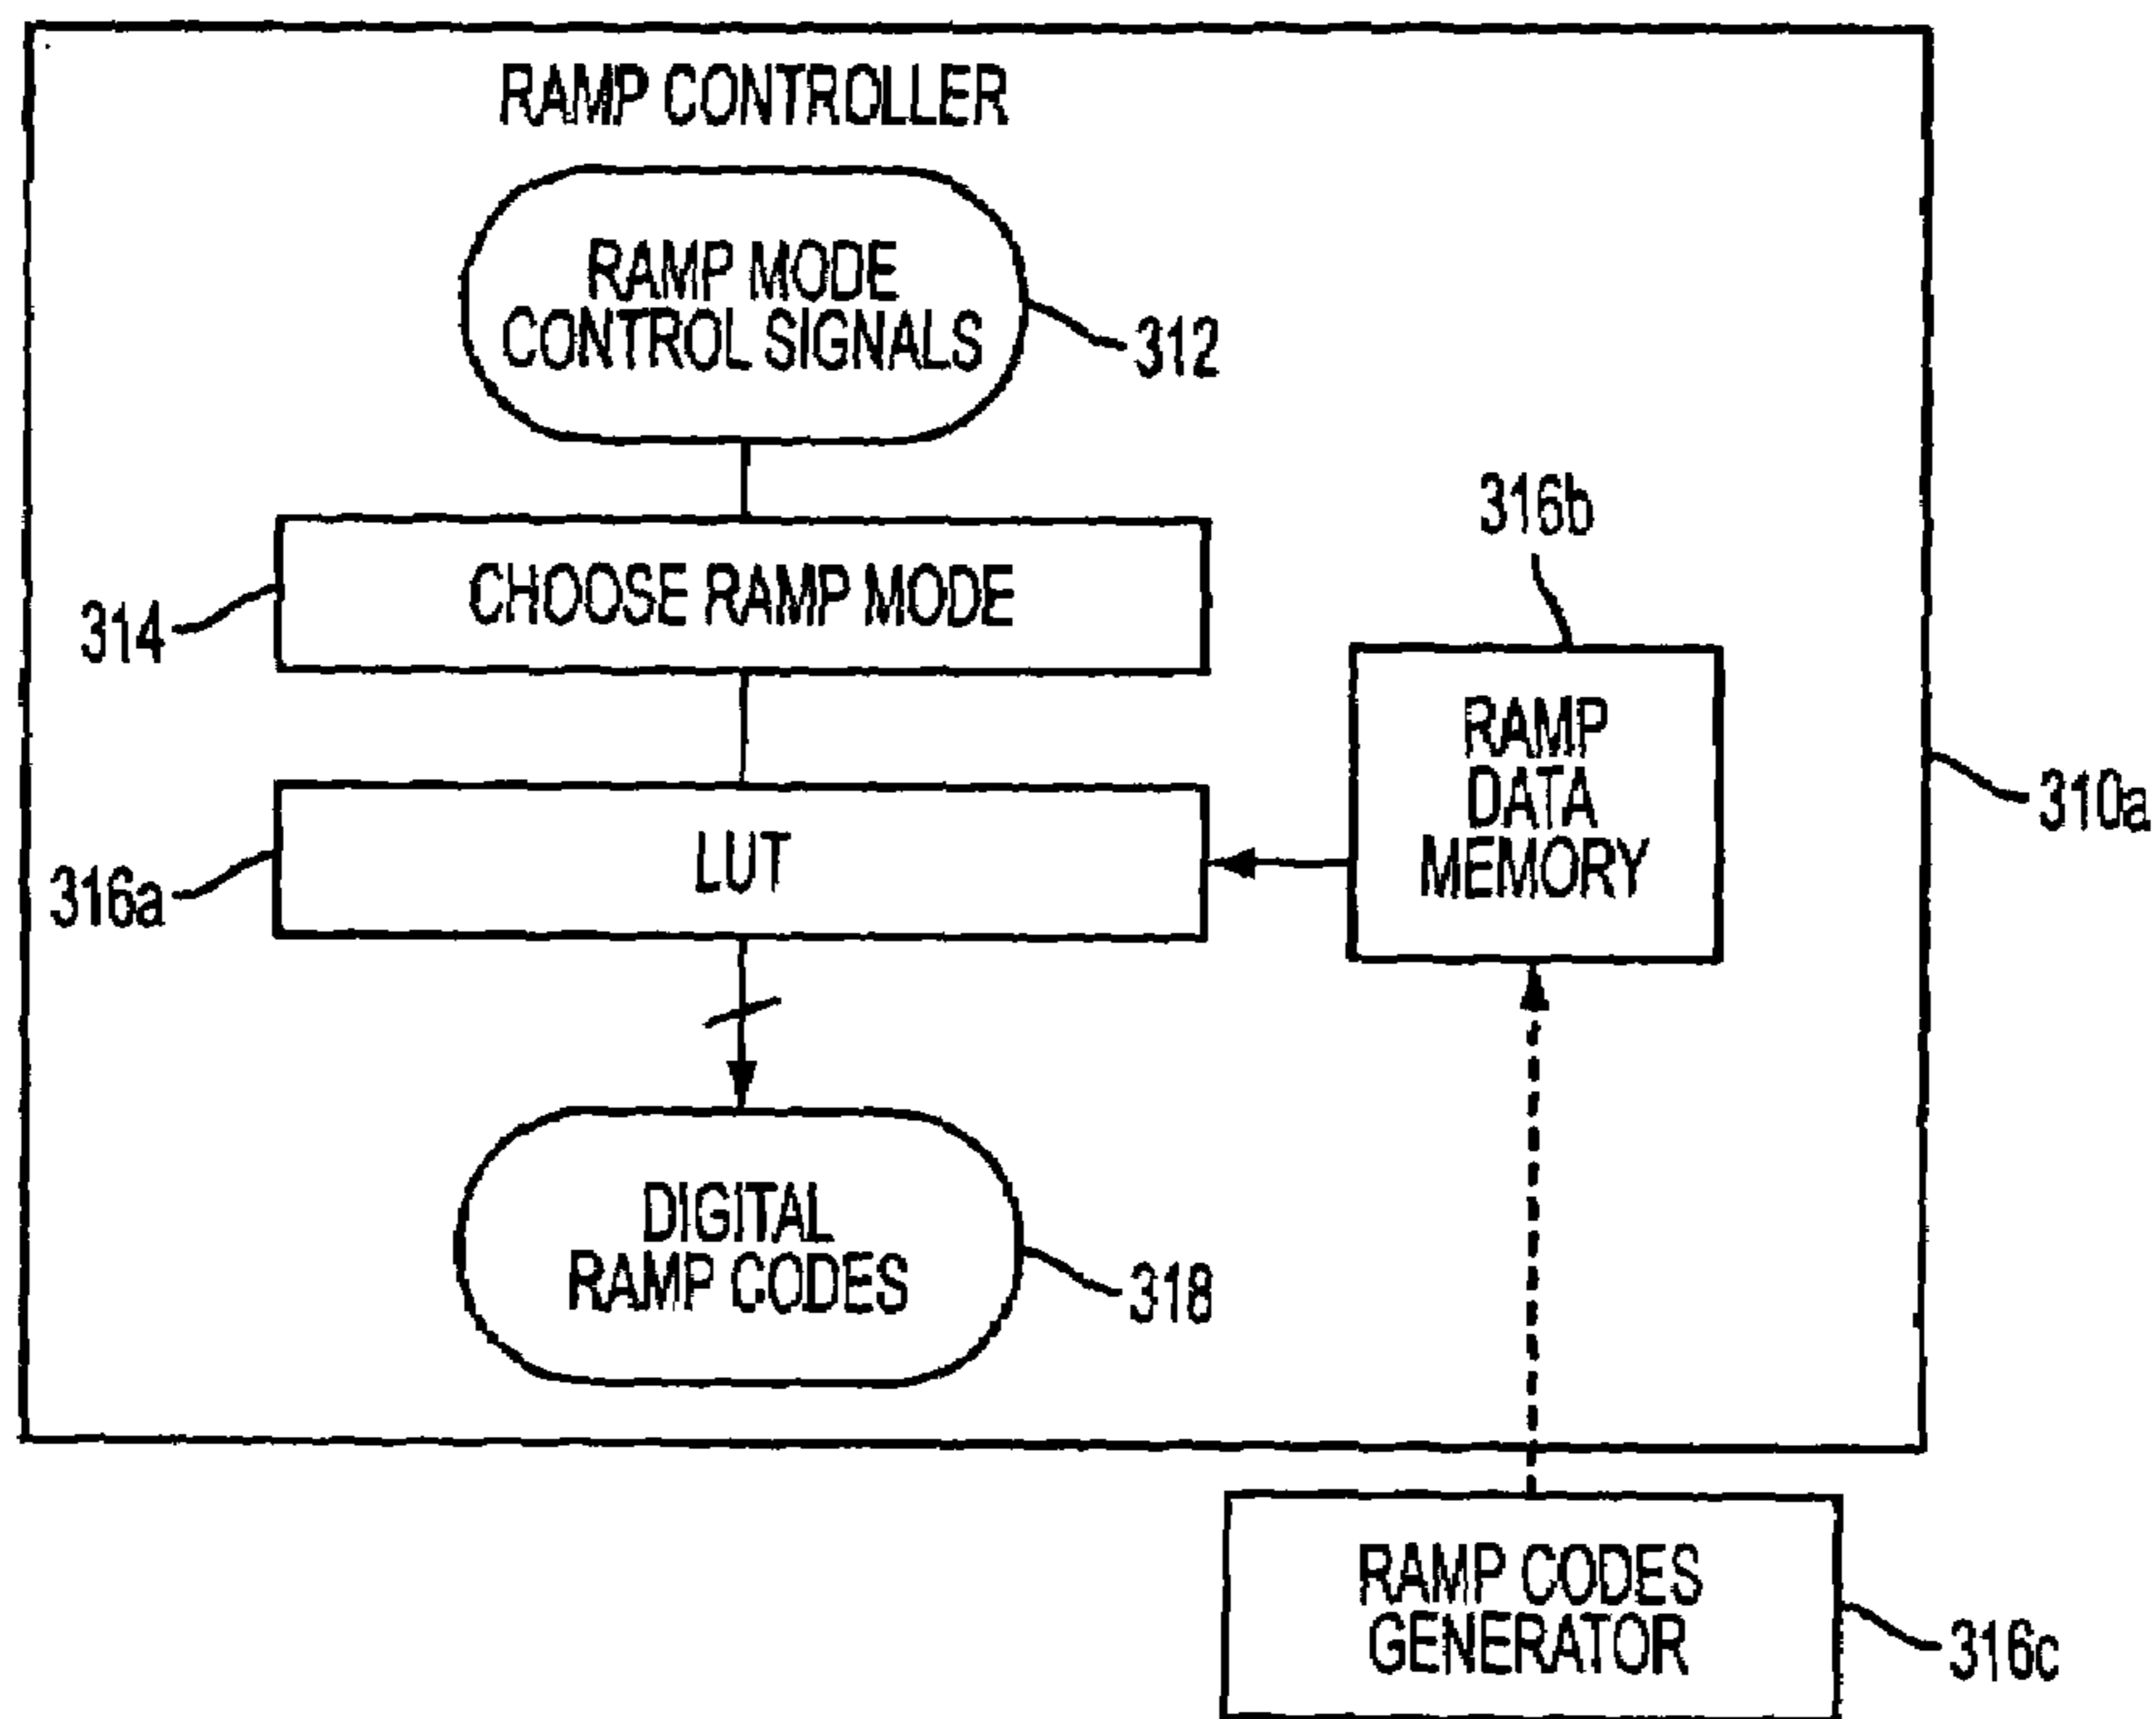 RAMP CONTROLLER
RAMP MODE
CONTROL SIGNALS
312
CHOOSE RAMP MODE
314
316b
RAMP
DATA
MEMORY
310a
LUT
316a
DIGITAL
RAMP CODES
318
RAMP CODES
GENERATOR
316c